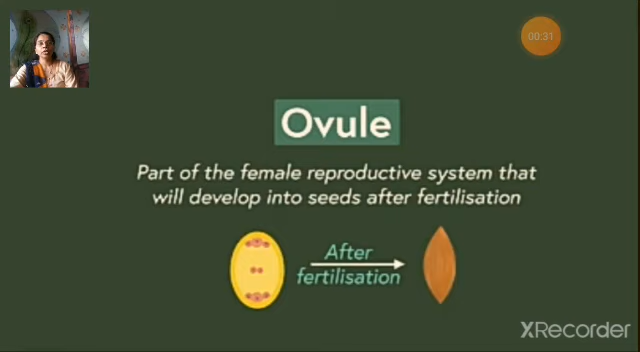 00:31
Ovule
Part of the female reproductive system that
will develop into seeds after fertilisation
After
fertilisation
XRecorder